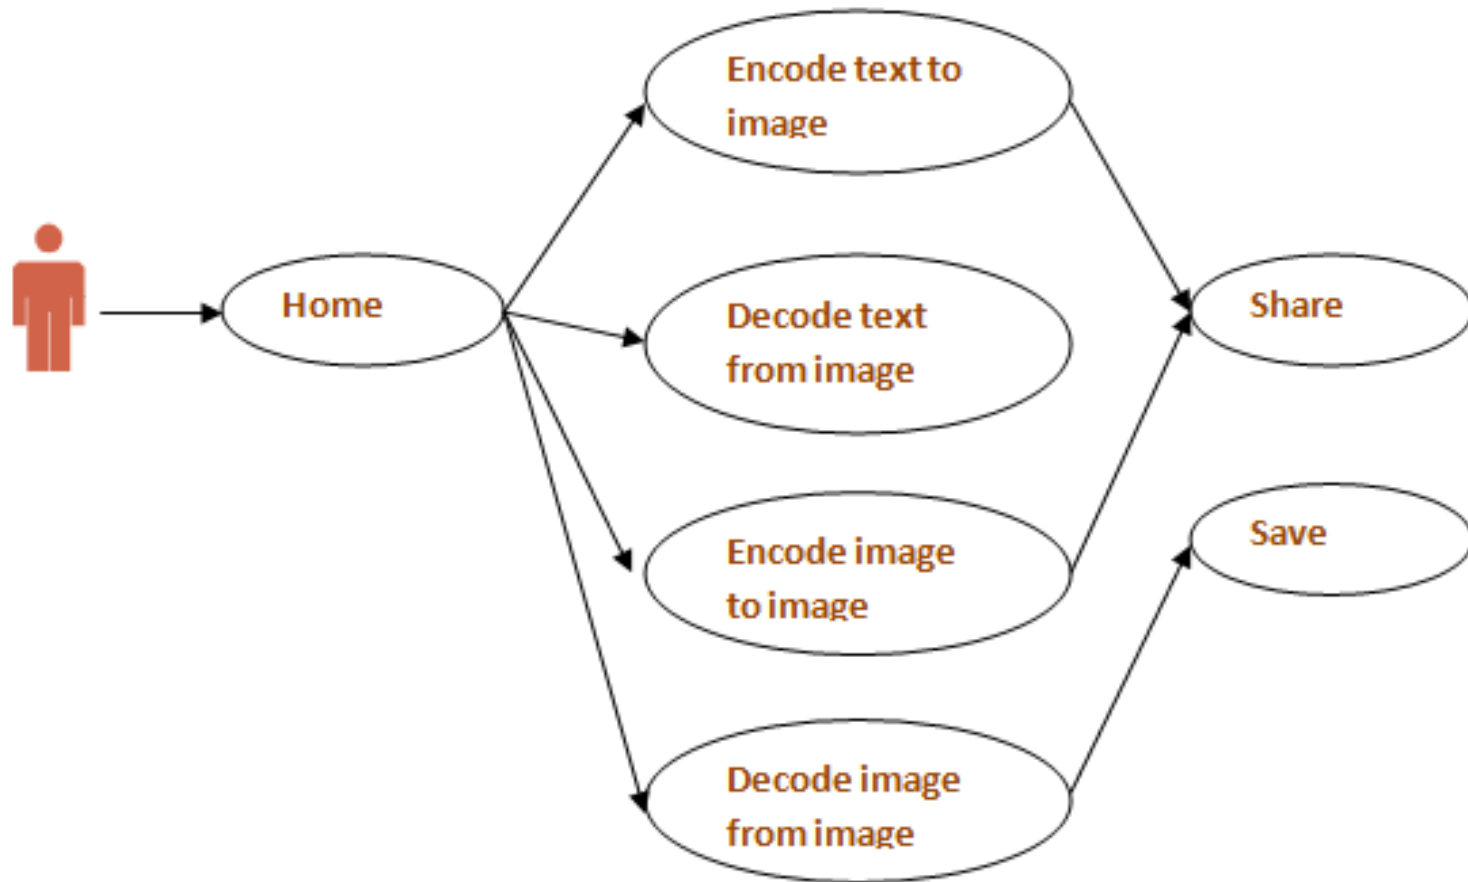 Home
Encode text to
image
Decode text
from image
Encode image
to image
Decode image
from image
Share
Save